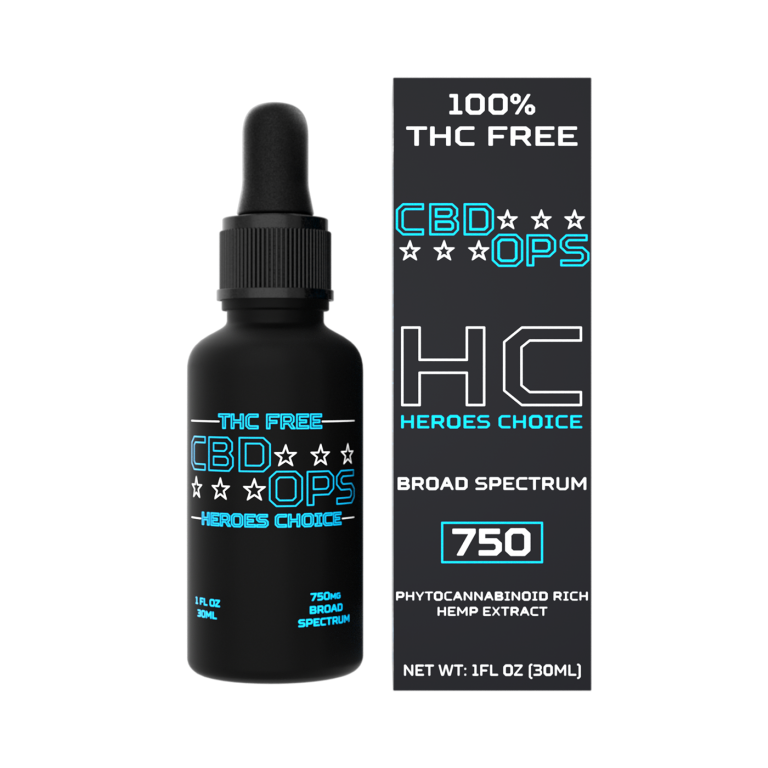 THC FREE
CBD
OPS
HEROES CHOICE
1 FL OZ
30ML
750MG
BROAD
SPECTRUM
100%
THC FREE
CBD
OPS
HC
HEROES CHOICE
BROAD SPECTRUM
750
PHYTOCANNABINOID RICH
HEMP EXTRACT
NET WT: 1FL OZ (30ML)